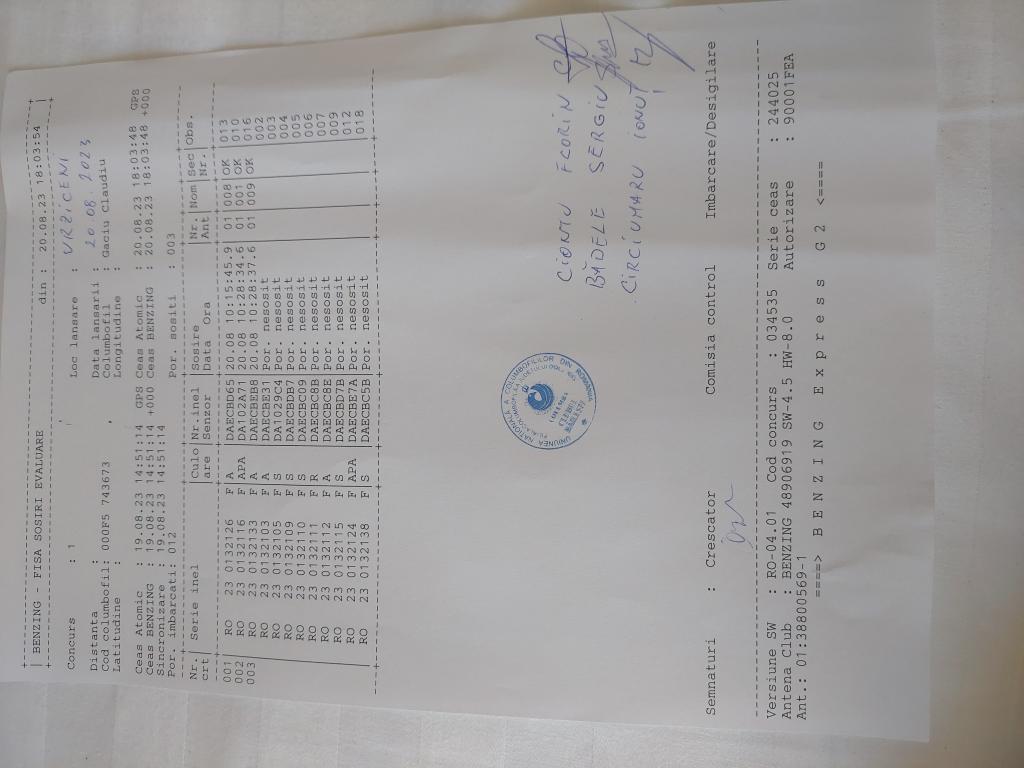 BENZING - FISA SOSIRI EVALUARE din : 20.08.23 18:03:54
Concurs : 1 Loc lansare : URZICENI
Distanta : , Data lansarii : 20.08.2023
Cod columbofil: 000F5 743673 Columbofil : Gaciu Claudiu
Latitudine : Longitudine :
Ceas Atomic : 19.08.23 14:51:14 GPS Ceas Atomic : 20.08.23 18:03:48 GPS
Ceas BENZING : 19.08.23 14:51:14 +000 Ceas BENZING : 20.08.23 18:03:48 +000
Sincronizare : 19.08.23 14:51:14
Por. imbarcati: 012 Por. sositi : 003
Nr. Serie inel Culo Nr.inel Sosire Nr. Nom Sec Obs.
crt are Senzor Data Ora Ant Nr.
001 RO 23 0132126 F A DAECBD65 20.08 10:15:45.9 01 008 OK 013
002 RO 23 0132116 F APA DA102A71 20.08 10:28:34.6 01 001 OK 010
003 RO 23 0132133 F A DAECBEB8 20.08 10:28:37.6 01 009 OK 016
RO 23 0132103 F A DAECBE31 Por. nesosit 002
RO 23 0132105 F S DA1029C4 Por. nesosit 003
RO 23 0132109 F S DAECBDB7 Por. nesosit 004
RO 23 0132110 F S DAECBC09 Por. nesosit 005
RO 23 0132111 F R DAECBCBB Por. nesosit 006
RO 23 0132112 F A DAECBC8E Por. nesosit 007
RO 23 0132115 F S DAECBD7B Por. nesosit 009
RO 23 0132124 F APA DAECBE7A Por. nesosit 012
RO 23 0132138 F S DAECBC5B Por. nesosit 018
UNIUNEA NATIONALA A COLUMBOFILILOR DIN ROMANIA
COLUMBA
CLUBUL
CIONTU FLORIN
BĂDELE SERGIU
CIRCIUMARU IONUȚ
Semnaturi : Crescator Comisia control Imbarcare/Desigilare
Versiune SW : RO-04.01 Cod concurs : 034535 Serie ceas : 244025
Antena Club : BENZING 48906919 SW-4.5 HW-8.0 Autorizare : 90001FEA
Ant.: 01:38800569-1
====> B E N Z I N G E x p r e s s G 2 <====